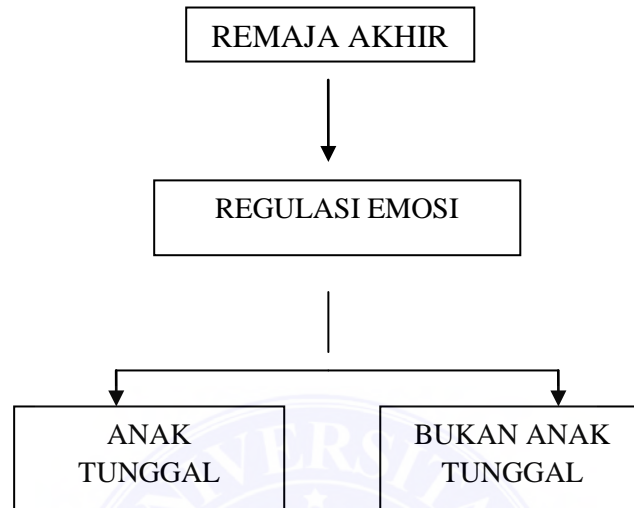 REMAJA AKHIR
REGULASI EMOSI
ANAK
TUNGGAL
BUKAN ANAK
TUNGGAL